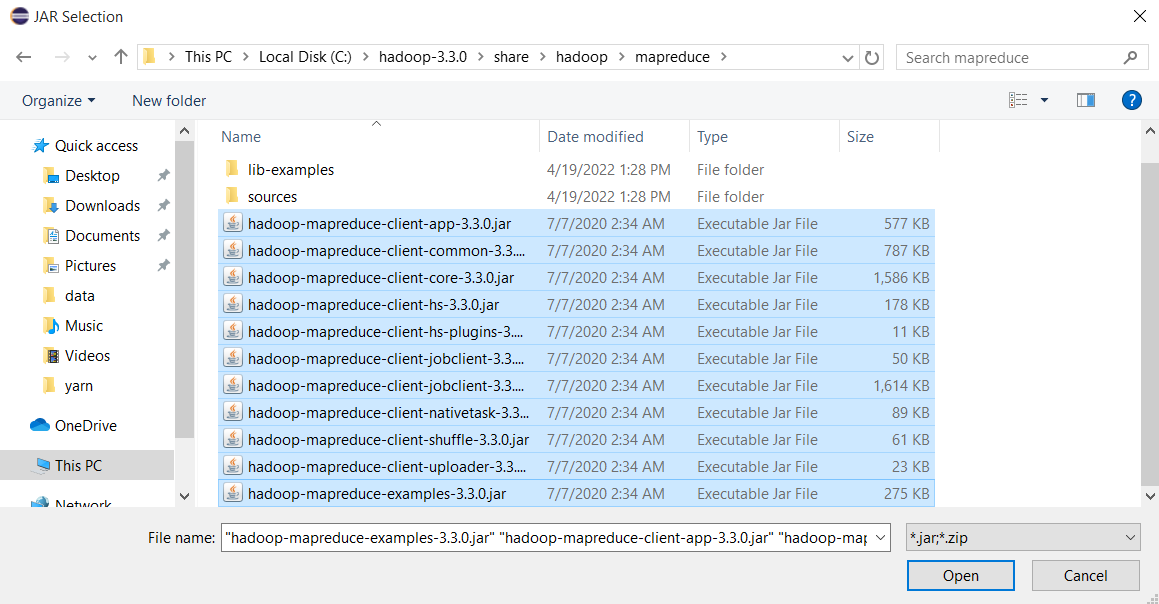 JAR Selection
This PC > Local Disk (C:) > hadoop-3.3.0 > share > hadoop > mapreduce >
Search mapreduce
Organize
New folder
?
Quick access
Desktop
Downloads
Documents
Pictures
data
Music
Videos
yarn
OneDrive
This PC
Network
Name Date modified Type Size
lib-examples 4/19/2022 1:28 PM File folder
sources 4/19/2022 1:28 PM File folder
hadoop-mapreduce-client-app-3.3.0.jar 7/7/2020 2:34 AM Executable Jar File 577 KB
hadoop-mapreduce-client-common-3.3.... 7/7/2020 2:34 AM Executable Jar File 787 KB
hadoop-mapreduce-client-core-3.3.0.jar 7/7/2020 2:34 AM Executable Jar File 1,586 KB
hadoop-mapreduce-client-hs-3.3.0.jar 7/7/2020 2:34 AM Executable Jar File 178 KB
hadoop-mapreduce-client-hs-plugins-3.... 7/7/2020 2:34 AM Executable Jar File 11 KB
hadoop-mapreduce-client-jobclient-3.3.... 7/7/2020 2:34 AM Executable Jar File 50 KB
hadoop-mapreduce-client-jobclient-3.3.... 7/7/2020 2:34 AM Executable Jar File 1,614 KB
hadoop-mapreduce-client-nativetask-3.3... 7/7/2020 2:34 AM Executable Jar File 89 KB
hadoop-mapreduce-client-shuffle-3.3.0.jar 7/7/2020 2:34 AM Executable Jar File 61 KB
hadoop-mapreduce-client-uploader-3.3.... 7/7/2020 2:34 AM Executable Jar File 23 KB
hadoop-mapreduce-examples-3.3.0.jar 7/7/2020 2:34 AM Executable Jar File 275 KB
File name: "hadoop-mapreduce-examples-3.3.0.jar" "hadoop-mapreduce-client-app-3.3.0.jar" "hadoop-map
*.jar;*.zip
Open
Cancel